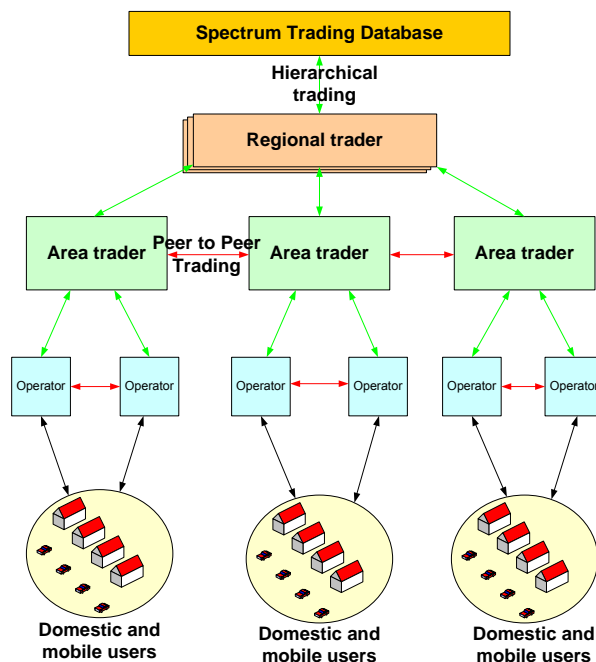 Spectrum Trading Database
Hierarchical
trading
Regional trader
Area trader
Peer to Peer
Trading
Area trader
Area trader
Operator
Operator
Operator
Operator
Operator
Operator
Domestic and
mobile users
Domestic and
mobile users
Domestic and
mobile users